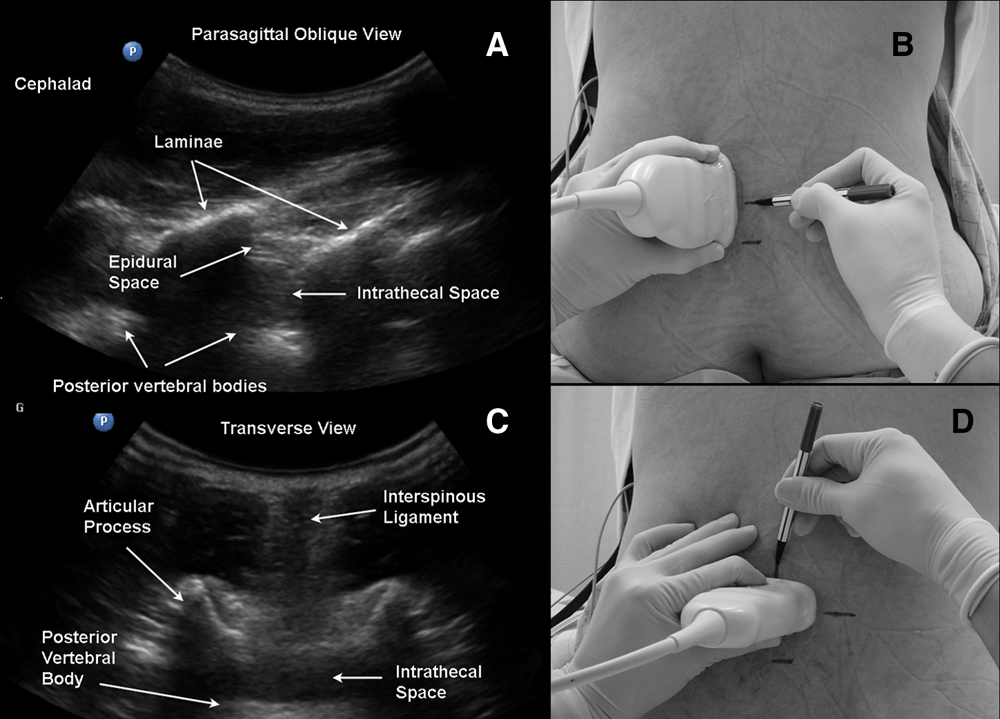 Parasagittal Oblique View
A
P
Cephalad
Laminae
Epidural
Space
Intrathecal Space
Posterior vertebral bodies
B
G
P
Transverse View
C
Articular
Process
Interspinous
Ligament
Posterior
Vertebral
Body
Intrathecal
Space
D